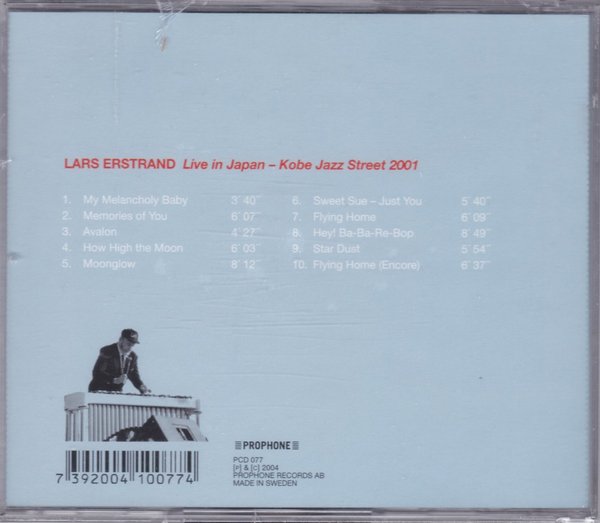 LARS ERSTRAND Live in Japan – Kobe Jazz Street 2001
1. My Melancholy Baby 3´40˝
2. Memories of You 6´07˝
3. Avalon 4´27˝
4. How High the Moon 6´03˝
5. Moonglow 8´12˝
6. Sweet Sue – Just You 5´40˝
7. Flying Home 6´09˝
8. Hey! Ba-Ba-Re-Bop 8´49˝
9. Star Dust 5´54˝
10. Flying Home (Encore) 6´37˝
PROPHONE
PCD 077
[P] & [C] 2004
PROPHONE RECORDS AB
MADE IN SWEDEN
7 392004 100774